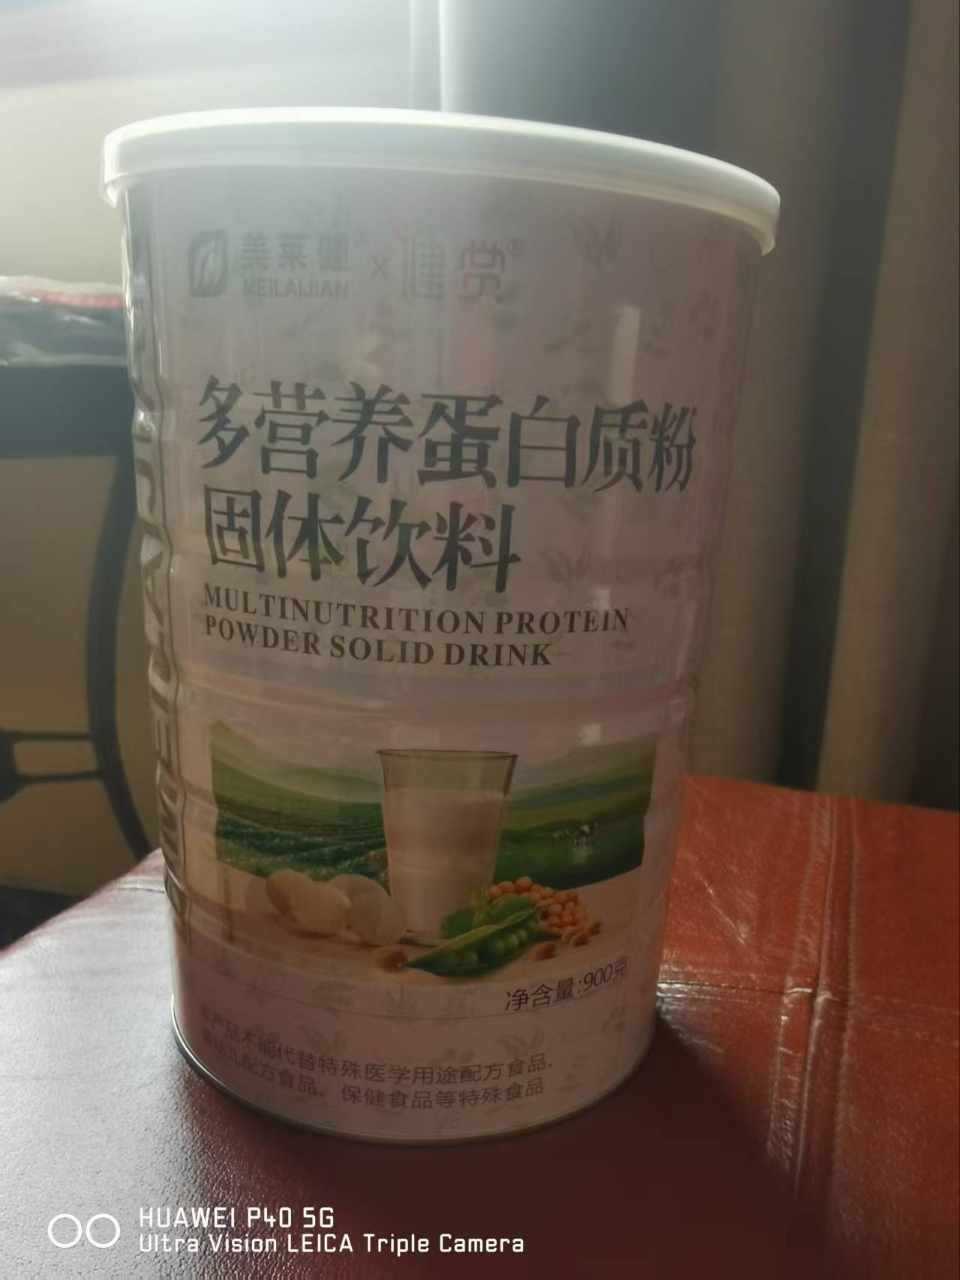 美莱健 × 健赏®
MEILAIJIAN
多营养蛋白质粉
固体饮料
MULTINUTRITION PROTEIN
POWDER SOLID DRINK
净含量:900克
本产品不能代替特殊医学用途配方食品、
婴幼儿配方食品、保健食品等特殊食品
MEILAIJIAN
HUAWEI P40 5G
Ultra Vision LEICA Triple Camera